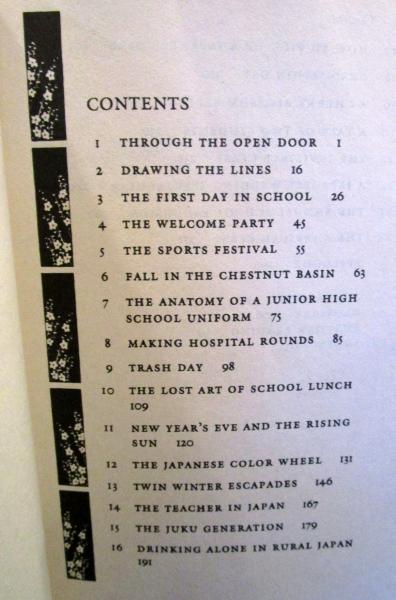 CONTENTS
1 THROUGH THE OPEN DOOR 1
2 DRAWING THE LINES 16
3 THE FIRST DAY IN SCHOOL 26
4 THE WELCOME PARTY 45
5 THE SPORTS FESTIVAL 55
6 FALL IN THE CHESTNUT BASIN 63
7 THE ANATOMY OF A JUNIOR HIGH
SCHOOL UNIFORM 75
8 MAKING HOSPITAL ROUNDS 85
9 TRASH DAY 98
10 THE LOST ART OF SCHOOL LUNCH
109
11 NEW YEAR'S EVE AND THE RISING
SUN 120
12 THE JAPANESE COLOR WHEEL 131
13 TWIN WINTER ESCAPADES 146
14 THE TEACHER IN JAPAN 167
15 THE JUKU GENERATION 179
16 DRINKING ALONE IN RURAL JAPAN
191